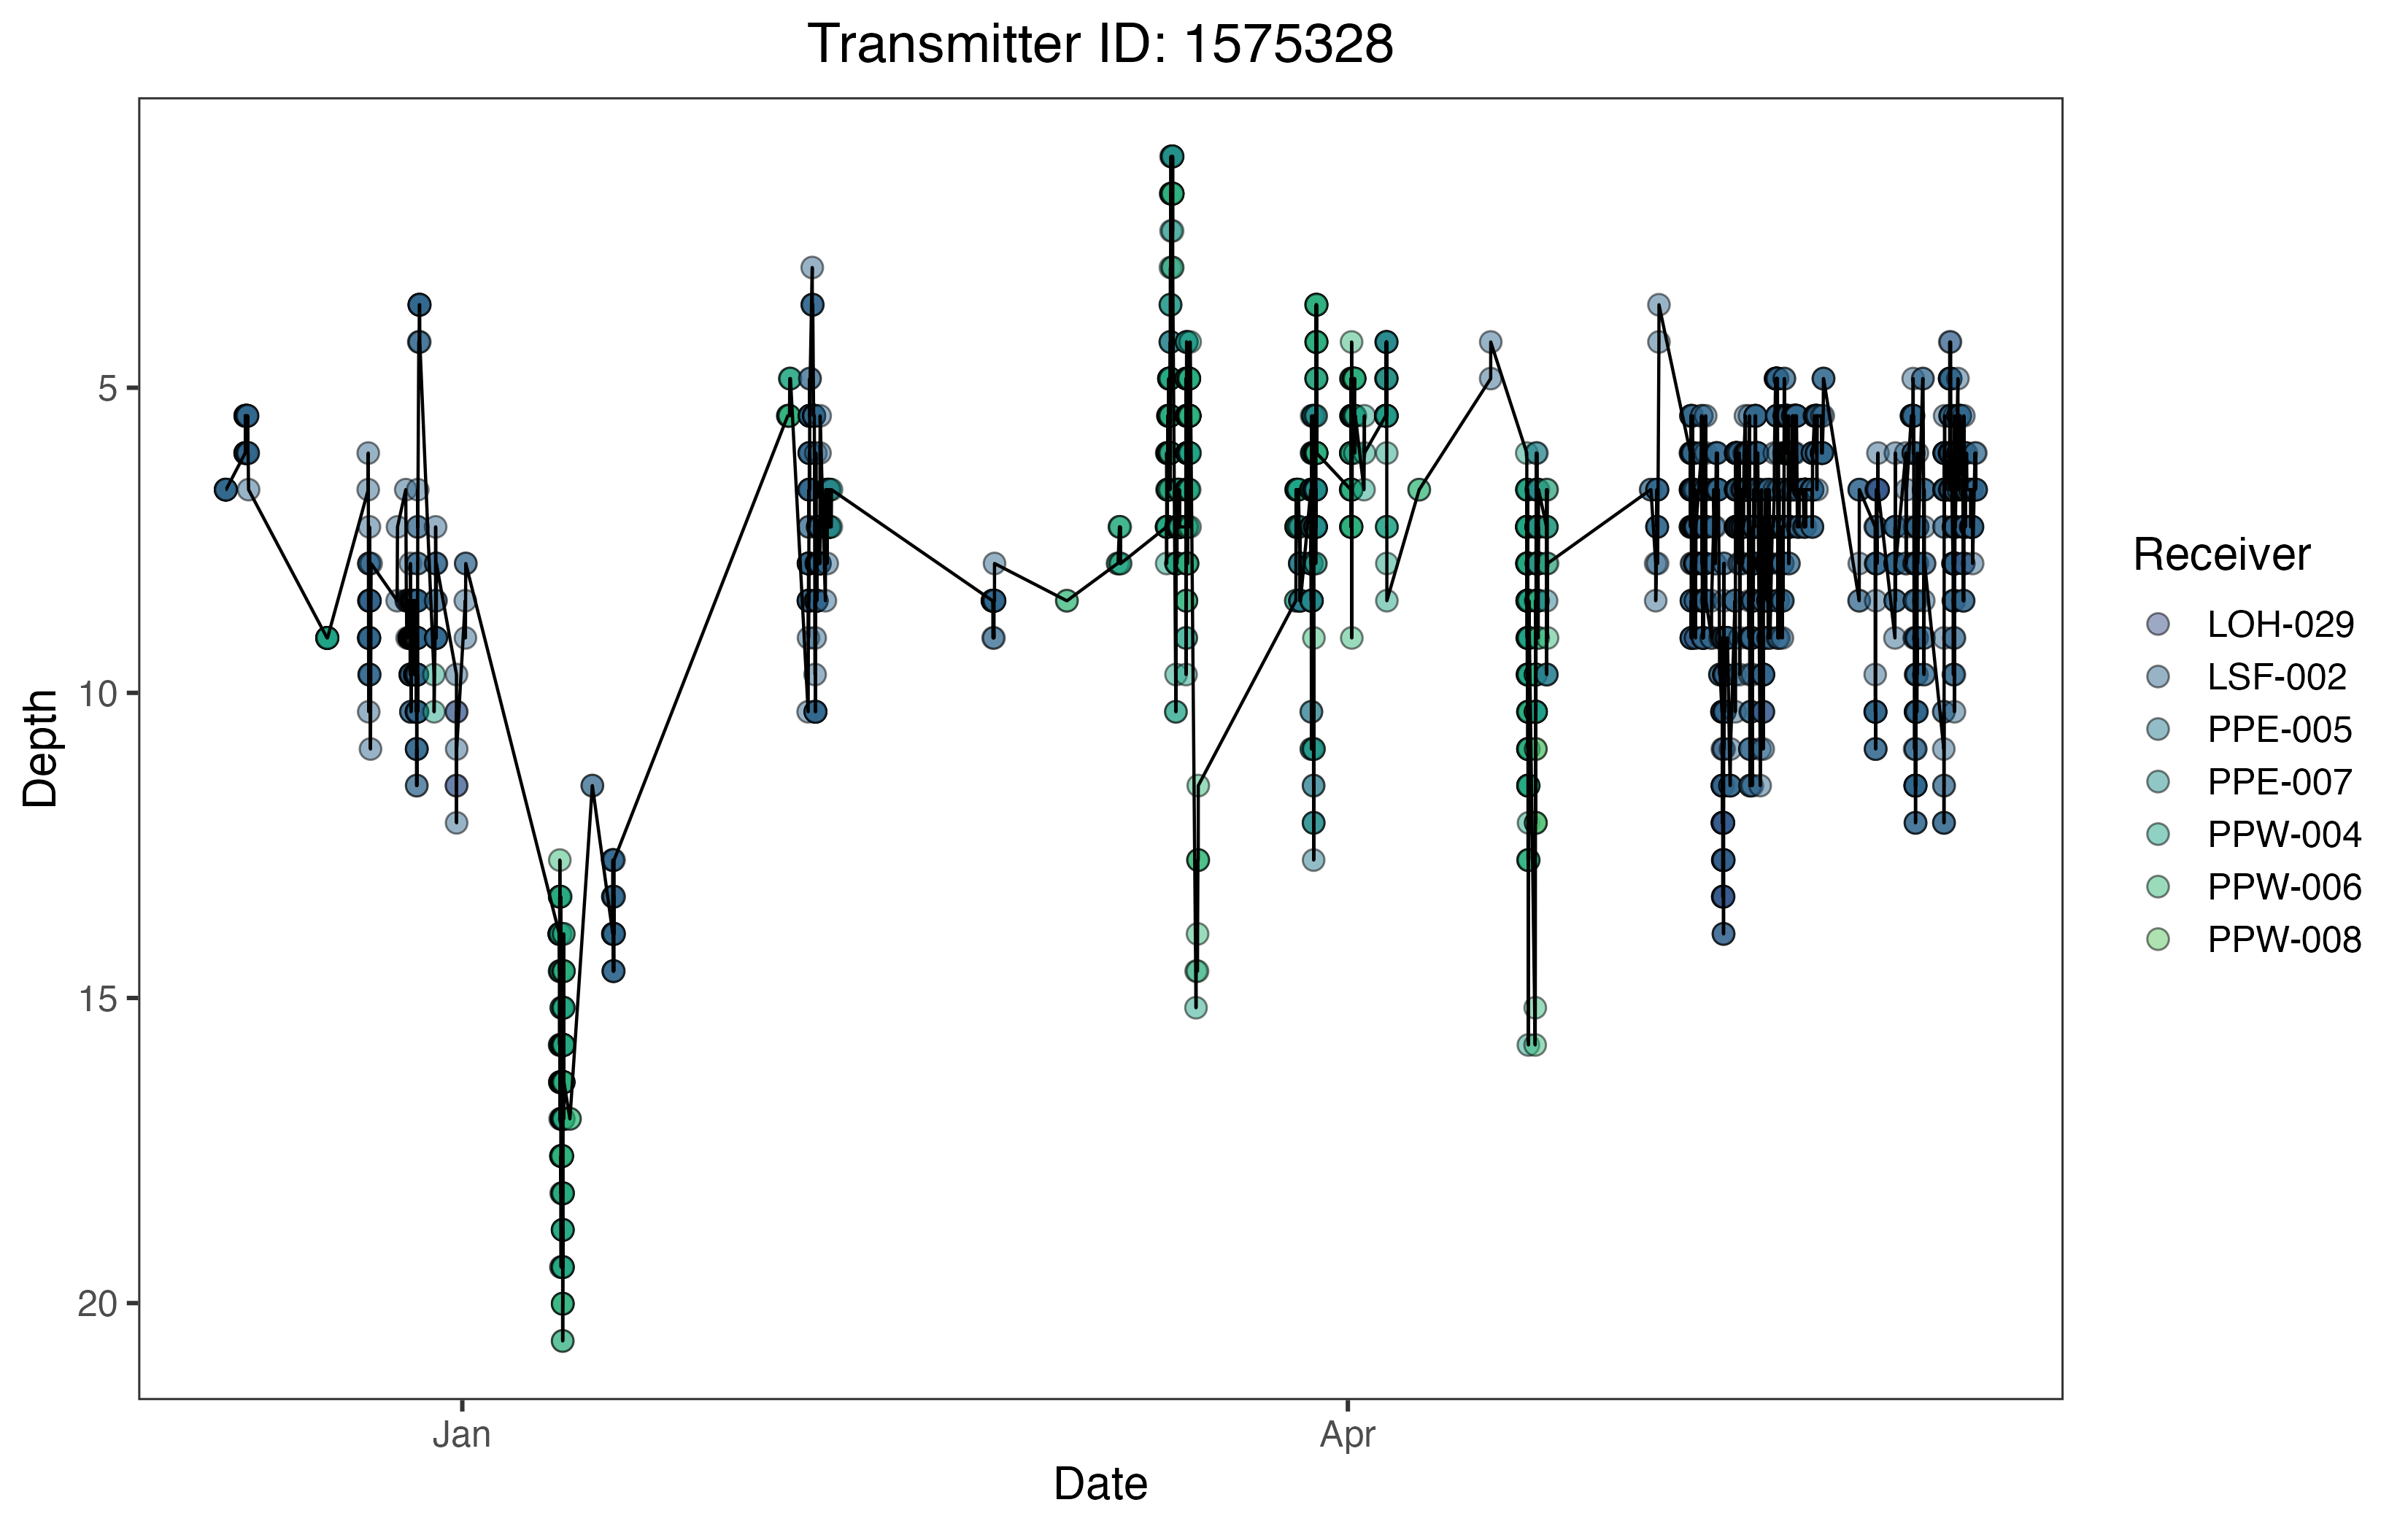 Transmitter ID: 1575328
Depth
5
10
15
20
Jan
Apr
Date
Receiver
LOH-029
LSF-002
PPE-005
PPE-007
PPW-004
PPW-006
PPW-008